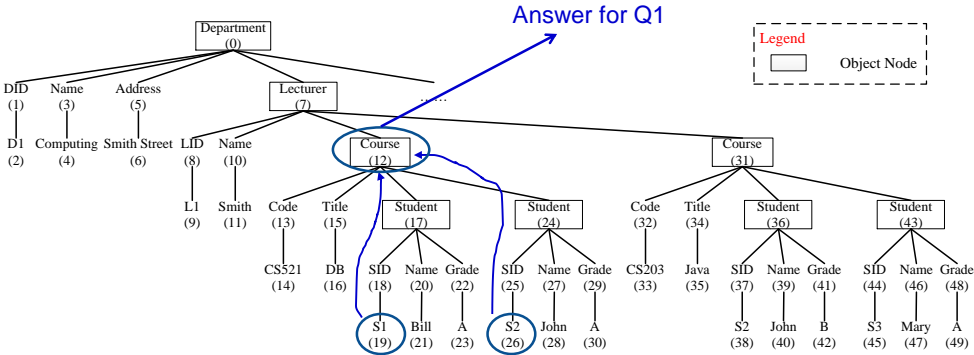 Answer for Q1
Department
(0)
Legend
Object Node
DID Name Address Lecturer ......
(1) (3) (5) (7)
D1 Computing Smith Street LID Name Course Course
(2) (4) (6) (8) (10) (12) (31)
L1 Smith Code Title Student Student Code Title Student Student
(9) (11) (13) (15) (17) (24) (32) (34) (36) (43)
CS521 DB SID Name Grade SID Name Grade CS203 Java SID Name Grade SID Name Grade
(14) (16) (18) (20) (22) (25) (27) (29) (33) (35) (37) (39) (41) (44) (46) (48)
S1 Bill A S2 John A S2 John B S3 Mary A
(19) (21) (23) (26) (28) (30) (38) (40) (42) (45) (47) (49)